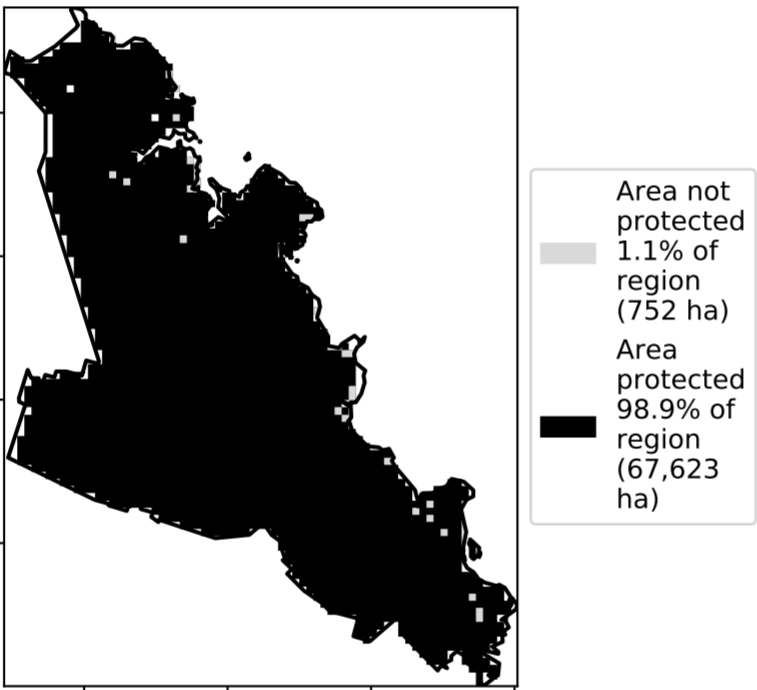 Area not
protected
1.1% of
region
(752 ha)
Area
protected
98.9% of
region
(67,623
ha)